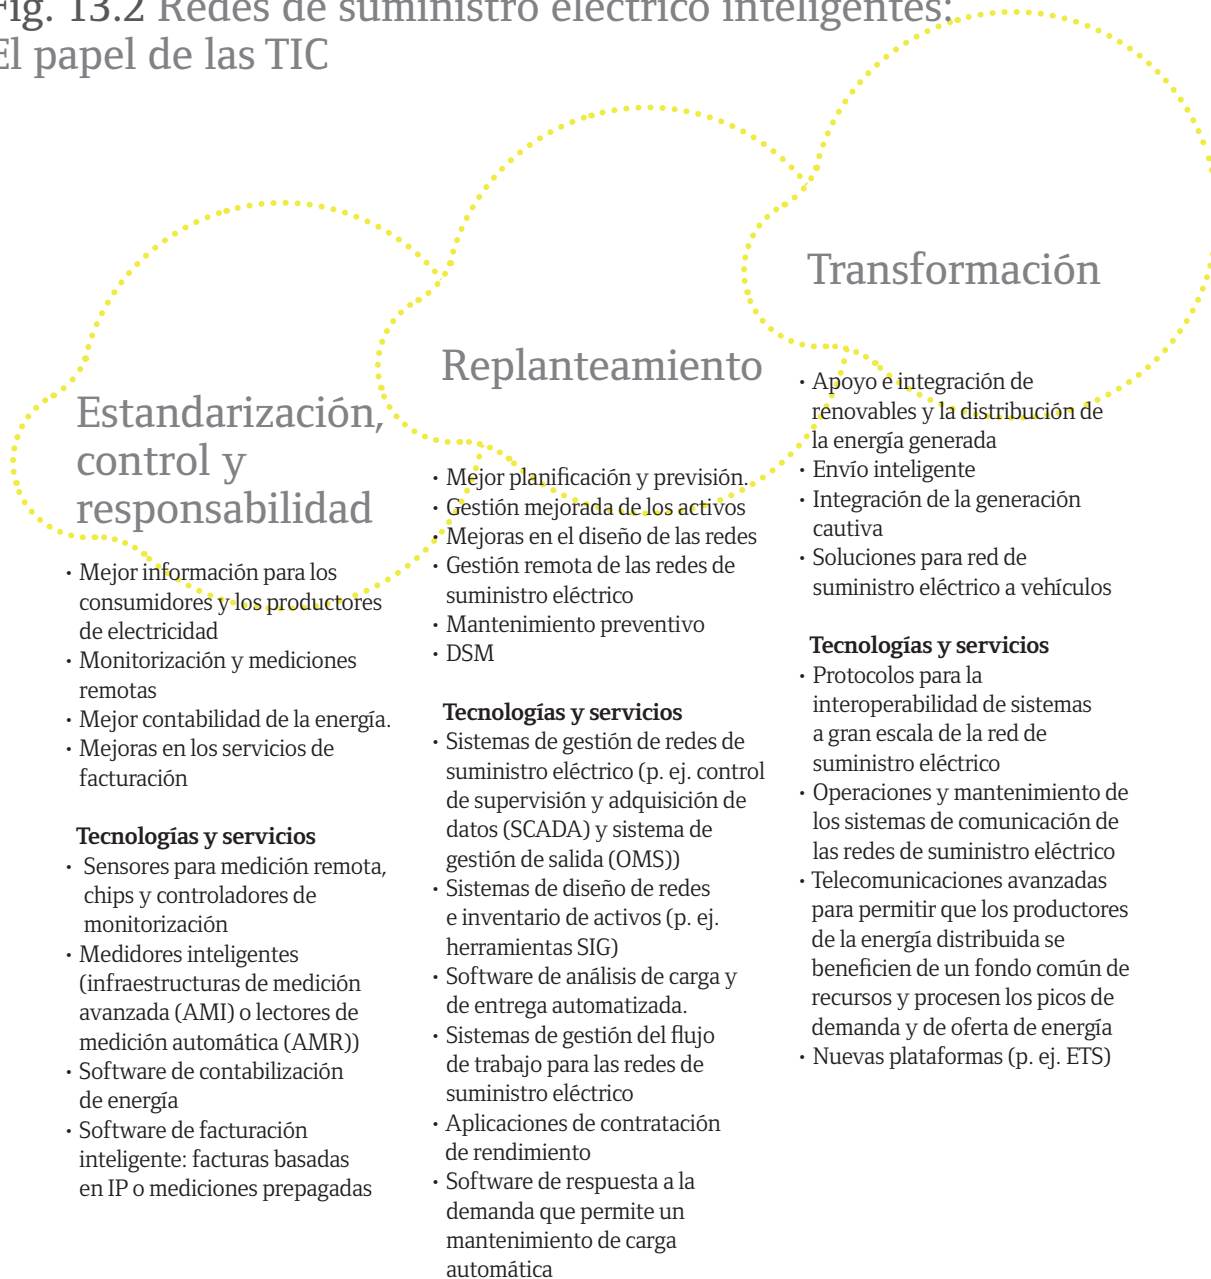 Fig. 13.2 Redes de suministro eléctrico inteligentes:
El papel de las TIC
Estandarización,
control y
responsabilidad
· Mejor información para los
consumidores y los productores
de electricidad
· Monitorización y mediciones
remotas
· Mejor contabilidad de la energía.
· Mejoras en los servicios de
facturación
Tecnologías y servicios
· Sensores para medición remota,
chips y controladores de
monitorización
· Medidores inteligentes
(infraestructuras de medición
avanzada (AMI) o lectores de
medición automática (AMR))
· Software de contabilización
de energía
· Software de facturación
inteligente: facturas basadas
en IP o mediciones prepagadas
Replanteamiento
· Mejor planificación y previsión.
· Gestión mejorada de los activos
· Mejoras en el diseño de las redes
· Gestión remota de las redes de
suministro eléctrico
· Mantenimiento preventivo
· DSM
Tecnologías y servicios
· Sistemas de gestión de redes de
suministro eléctrico (p. ej. control
de supervisión y adquisición de
datos (SCADA) y sistema de
gestión de salida (OMS))
· Sistemas de diseño de redes
e inventario de activos (p. ej.
herramientas SIG)
· Software de análisis de carga y
de entrega automatizada.
· Sistemas de gestión del flujo
de trabajo para las redes de
suministro eléctrico
· Aplicaciones de contratación
de rendimiento
· Software de respuesta a la
demanda que permite un
mantenimiento de carga
automática
Transformación
· Apoyo e integración de
renovables y la distribución de
la energía generada
· Envío inteligente
· Integración de la generación
cautiva
· Soluciones para red de
suministro eléctrico a vehículos
Tecnologías y servicios
· Protocolos para la
interoperabilidad de sistemas
a gran escala de la red de
suministro eléctrico
· Operaciones y mantenimiento de
los sistemas de comunicación de
las redes de suministro eléctrico
· Telecomunicaciones avanzadas
para permitir que los productores
de la energía distribuida se
beneficien de un fondo común de
recursos y procesen los picos de
demanda y de oferta de energía
· Nuevas plataformas (p. ej. ETS)